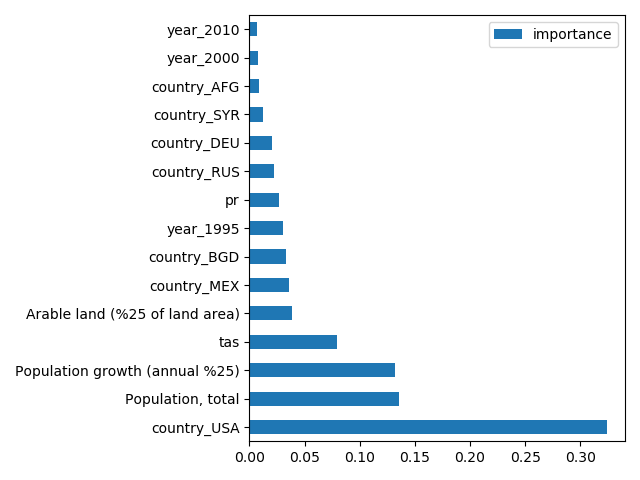 importance
year_2010
year_2000
country_AFG
country_SYR
country_DEU
country_RUS
pr
year_1995
country_BGD
country_MEX
Arable land (%25 of land area)
tas
Population growth (annual %25)
Population, total
country_USA
0.00 0.05 0.10 0.15 0.20 0.25 0.30